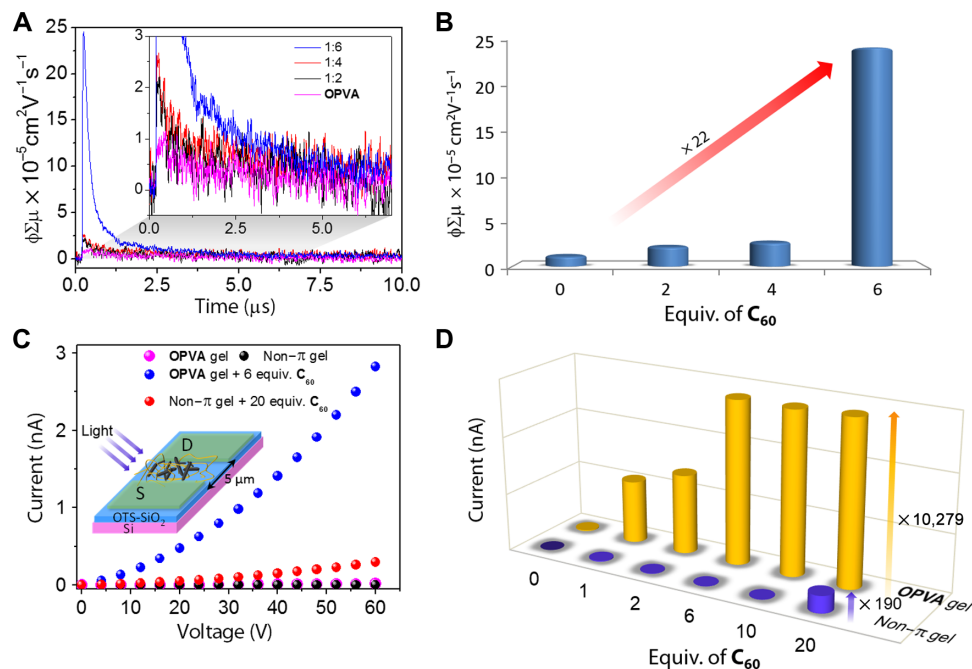 A
ϕΣμ × 10⁻⁵ cm²V⁻¹s⁻¹
25
20
15
10
5
0
0.0 2.5 5.0 7.5 10.0
Time (μs)
3
2
1
0
0.0 2.5 5.0
1:6
1:4
1:2
OPVA
B
ϕΣμ × 10⁻⁵ cm²V⁻¹s⁻¹
25
20
15
10
5
0
× 22
0 2 4 6
Equiv. of C₆₀
C
Current (nA)
3
2
1
0
OPVA gel Non–π gel
OPVA gel + 6 equiv. C₆₀
Non–π gel + 20 equiv. C₆₀
Light
D
S
5 μm
OTS-SiO₂
Si
0 20 40 60
Voltage (V)
D
Current (nA)
0 1 2 6 10 20
Equiv. of C₆₀
× 10,279
× 190
OPVA gel
Non–π gel